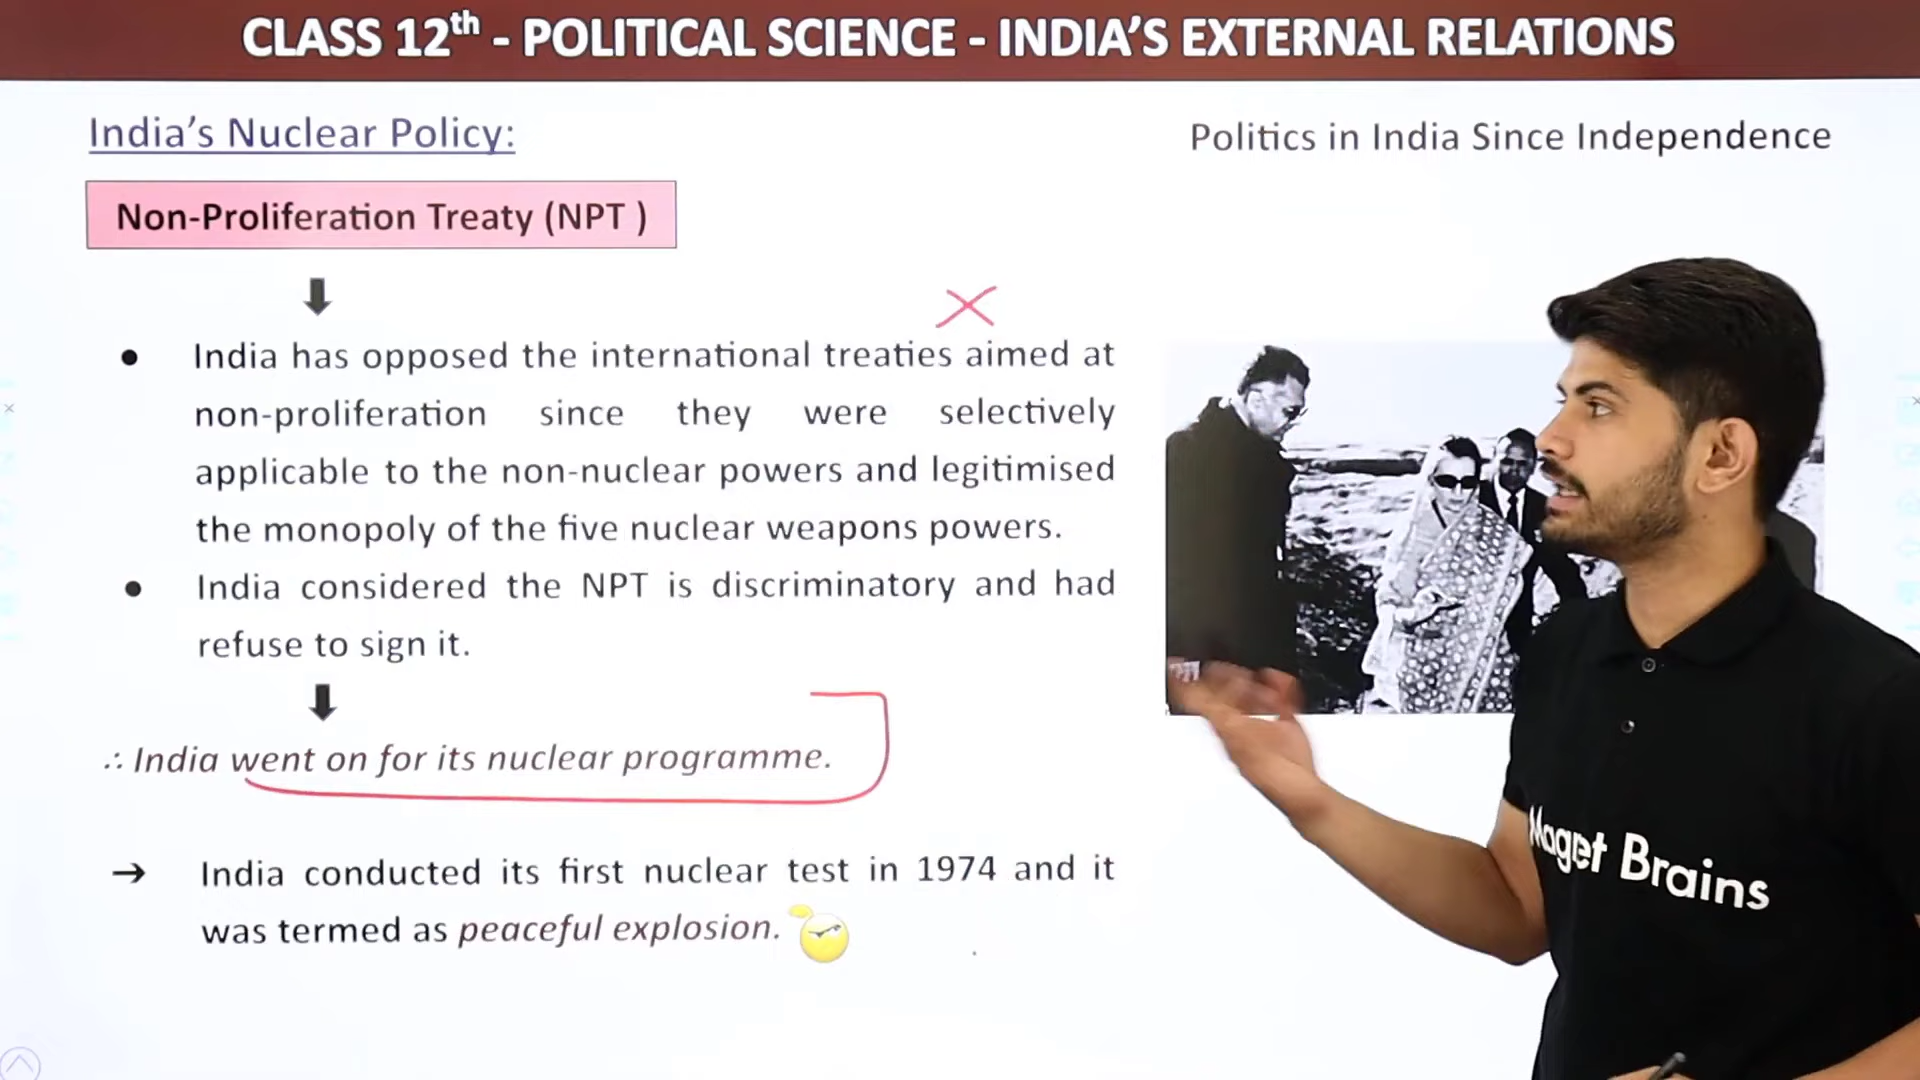 CLASS 12th - POLITICAL SCIENCE - INDIA'S EXTERNAL RELATIONS
India's Nuclear Policy:
Politics in India Since Independence
Non-Proliferation Treaty (NPT )
● India has opposed the international treaties aimed at
non-proliferation since they were selectively
applicable to the non-nuclear powers and legitimised
the monopoly of the five nuclear weapons powers.
● India considered the NPT is discriminatory and had
refuse to sign it.
∴ India went on for its nuclear programme.
→ India conducted its first nuclear test in 1974 and it
was termed as peaceful explosion.
Magnet Brains